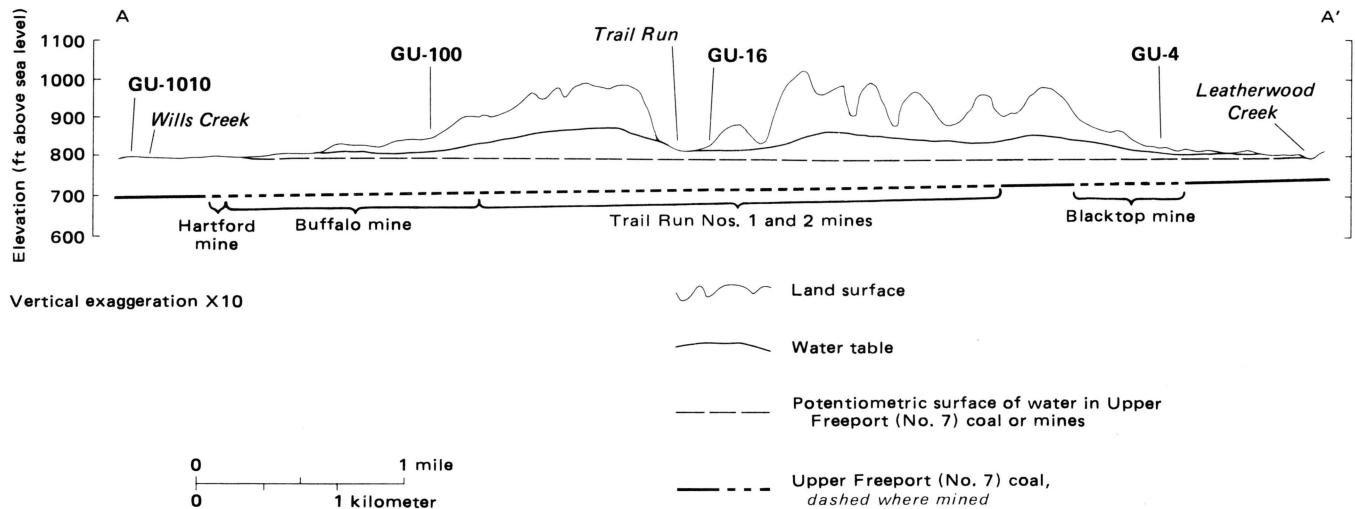 A
A'
Elevation (ft above sea level)
1100
1000
900
800
700
600
GU-1010
Wills Creek
GU-100
Trail Run
GU-16
GU-4
Leatherwood
Creek
Hartford
mine
Buffalo mine
Trail Run Nos. 1 and 2 mines
Blacktop mine
Vertical exaggeration X10
Land surface
Water table
Potentiometric surface of water in Upper
Freeport (No. 7) coal or mines
Upper Freeport (No. 7) coal,
dashed where mined
0 1 mile
0 1 kilometer